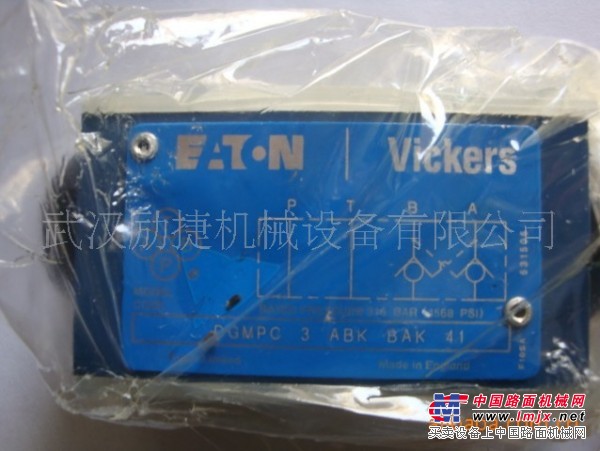 EATON | Vickers
P T B A
武汉励捷机械设备有限公司
BAR PSI)
DGMPC 3 ABK BAK 41
Made in England
中国路面机械网
www.lmjx.net
买卖设备上中国路面机械网